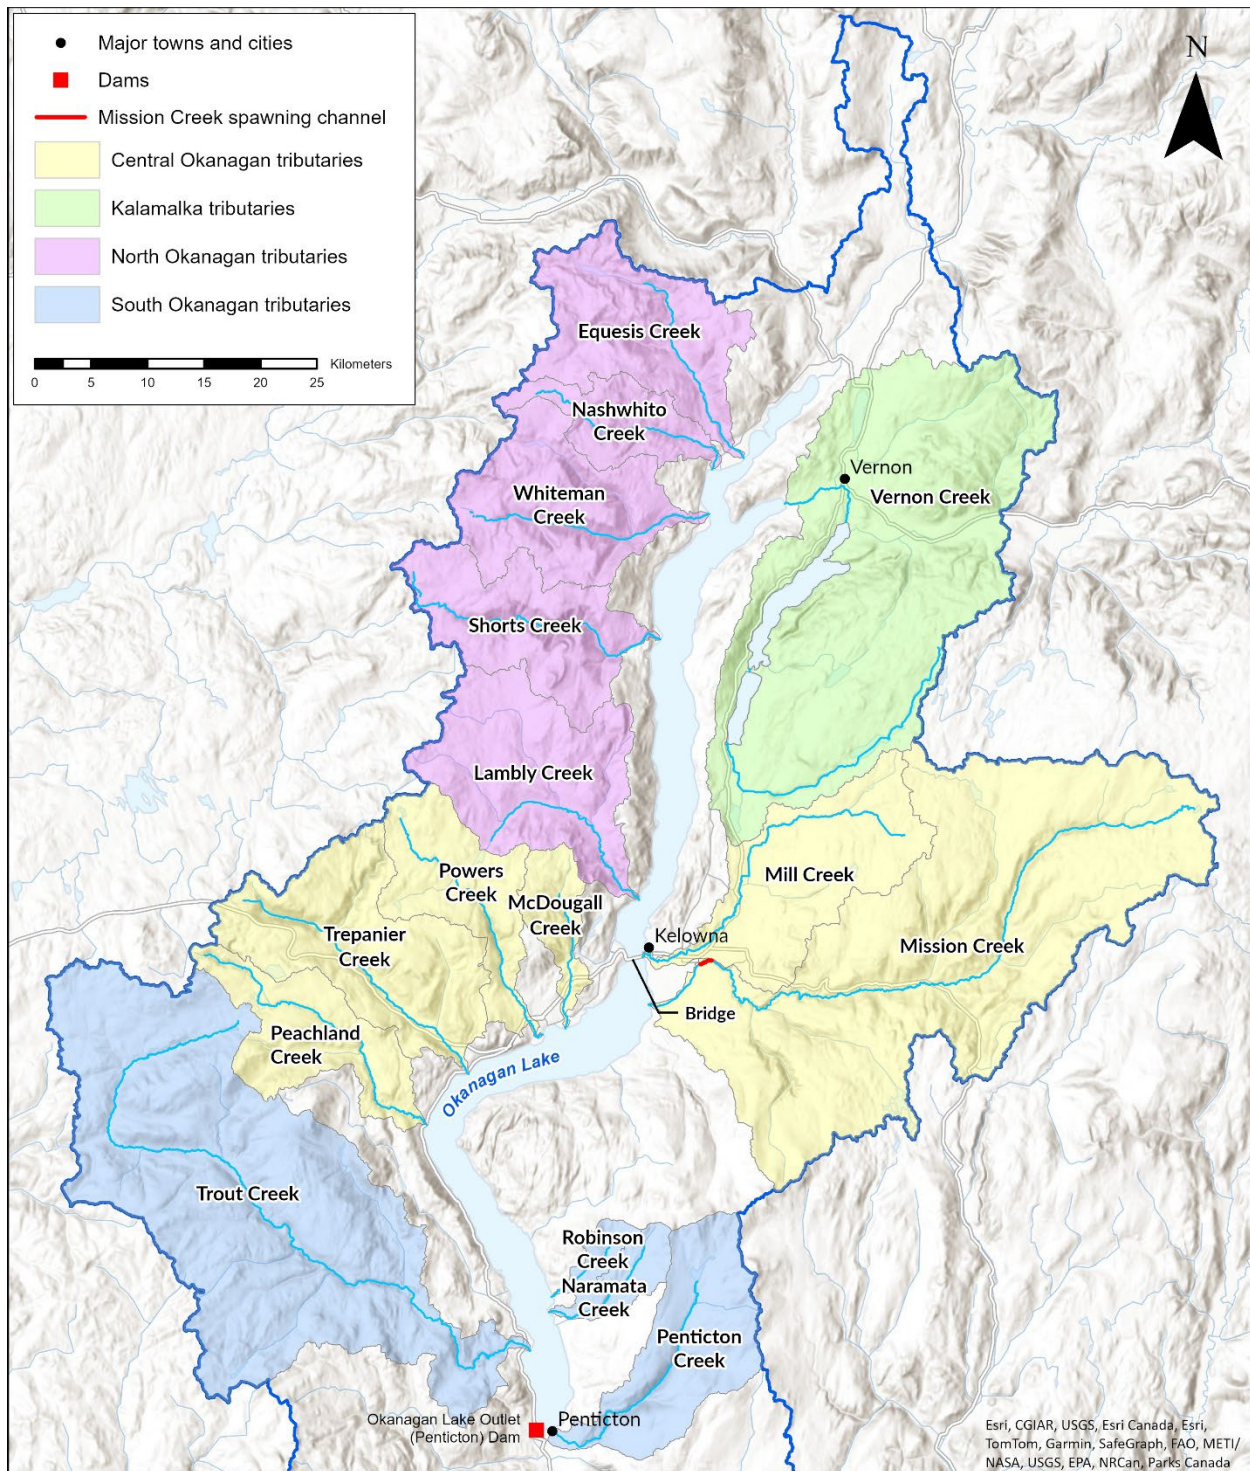 Major towns and cities
Dams
Mission Creek spawning channel
Central Okanagan tributaries
Kalamalka tributaries
North Okanagan tributaries
South Okanagan tributaries
Kilometers
0 5 10 15 20 25
N
Equesis Creek
Nashwhito
Creek
Vernon
Whiteman
Creek
Vernon Creek
Shorts Creek
Lambly Creek
Powers
Creek
McDougall
Creek
Mill Creek
Trepanier
Creek
Kelowna
Mission Creek
Bridge
Peachland
Creek
Okanagan Lake
Trout Creek
Robinson
Creek
Naramata
Creek
Penticton
Creek
Okanagan Lake Outlet
(Penticton) Dam
Penticton
Esri, CGIAR, USGS, Esri Canada, Esri,
TomTom, Garmin, SafeGraph, FAO, METI/
NASA, USGS, EPA, NRCan, Parks Canada